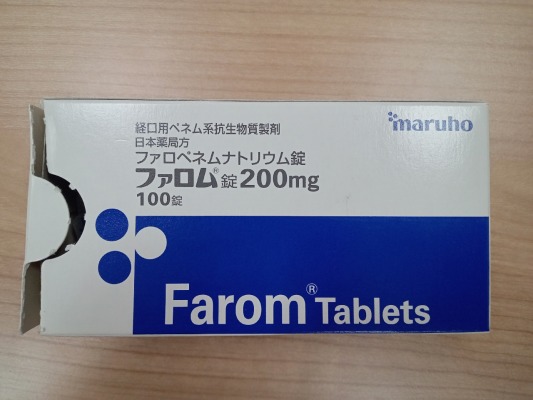 経口用ペネム系抗生物質製剤
maruho
日本薬局方
ファロペネムナトリウム錠
ファロム®錠200mg
100錠
Farom® Tablets